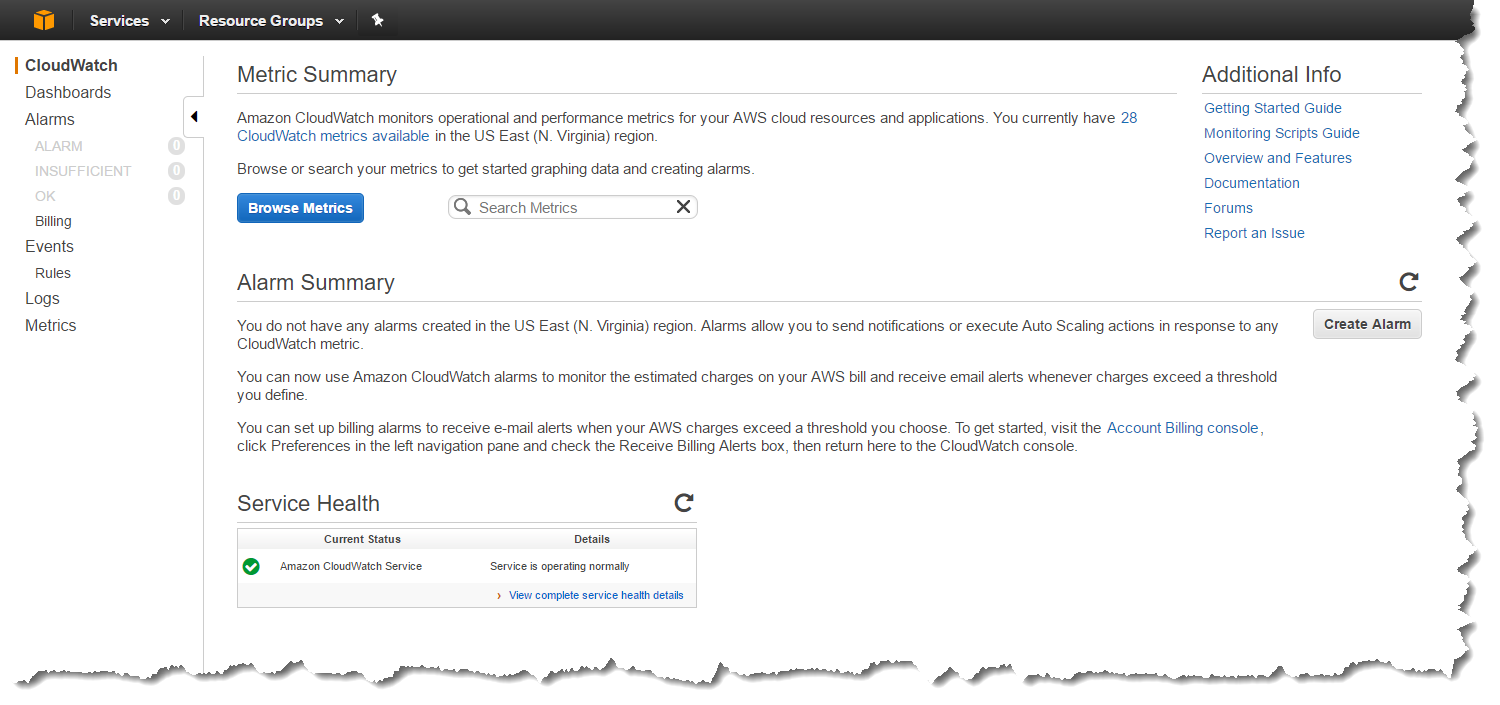 Services
Resource Groups
CloudWatch
Dashboards
Alarms
ALARM 0
INSUFFICIENT 0
OK 0
Billing
Events
Rules
Logs
Metrics
Metric Summary
Amazon CloudWatch monitors operational and performance metrics for your AWS cloud resources and applications. You currently have 28
CloudWatch metrics available in the US East (N. Virginia) region.
Browse or search your metrics to get started graphing data and creating alarms.
Browse Metrics
Search Metrics
Additional Info
Getting Started Guide
Monitoring Scripts Guide
Overview and Features
Documentation
Forums
Report an Issue
Alarm Summary
You do not have any alarms created in the US East (N. Virginia) region. Alarms allow you to send notifications or execute Auto Scaling actions in response to any
CloudWatch metric.
Create Alarm
You can now use Amazon CloudWatch alarms to monitor the estimated charges on your AWS bill and receive email alerts whenever charges exceed a threshold
you define.
You can set up billing alarms to receive e-mail alerts when your AWS charges exceed a threshold you choose. To get started, visit the Account Billing console,
click Preferences in the left navigation pane and check the Receive Billing Alerts box, then return here to the CloudWatch console.
Service Health
Current Status Details
Amazon CloudWatch Service Service is operating normally
› View complete service health details